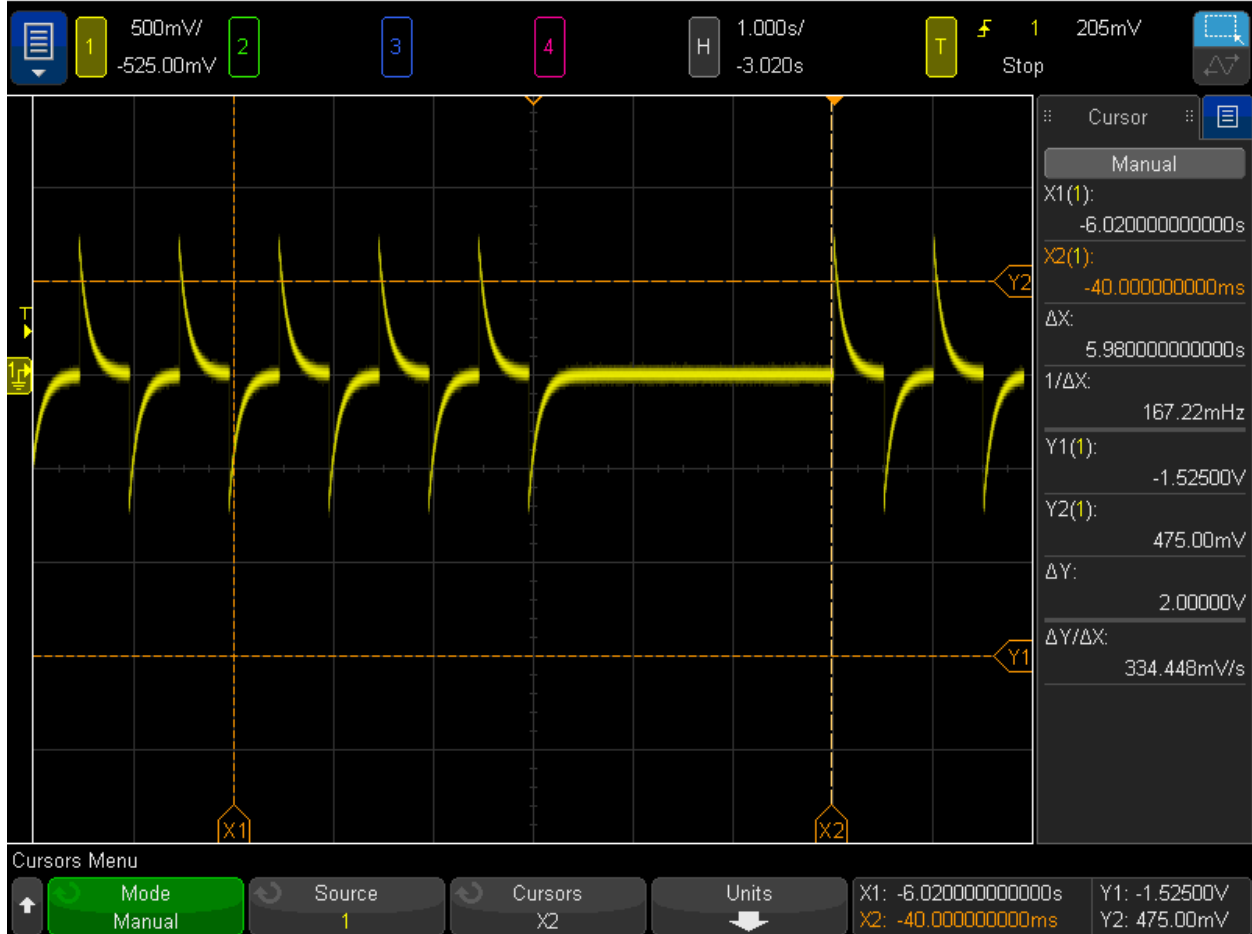 1 500mV/ 2 3 4 H 1.000s/ T 1 205mV
-525.00mV -3.020s Stop
Cursor
Manual
X1(1):
-6.020000000000s
X2(1):
-40.000000000ms
ΔX:
5.980000000000s
1/ΔX:
167.22mHz
Y1(1):
-1.52500V
Y2(1):
475.00mV
ΔY:
2.00000V
ΔY/ΔX:
334.448mV/s
Y2
T
1
Y1
X1 X2
Cursors Menu
Mode Source Cursors Units X1: -6.020000000000s Y1: -1.52500V
Manual 1 X2 X2: -40.000000000ms Y2: 475.00mV